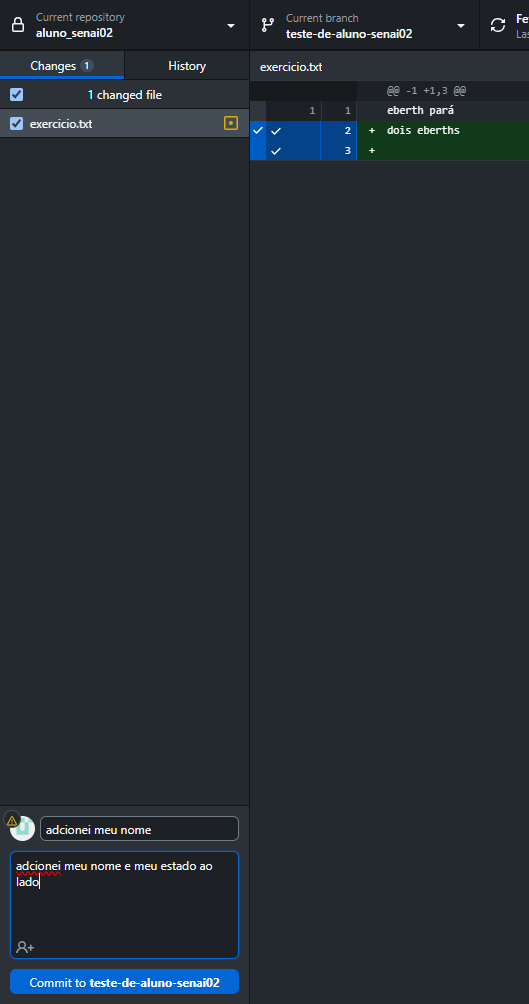 Current repository
aluno_senai02
Current branch
teste-de-aluno-senai02
Fe
Las
Changes 1
History
exercicio.txt
1 changed file
exercicio.txt
@@ -1 +1,3 @@
1 1 eberth pará
2 + dois eberths
3 +
adcionei meu nome
adcionei meu nome e meu estado ao
lado
Commit to teste-de-aluno-senai02